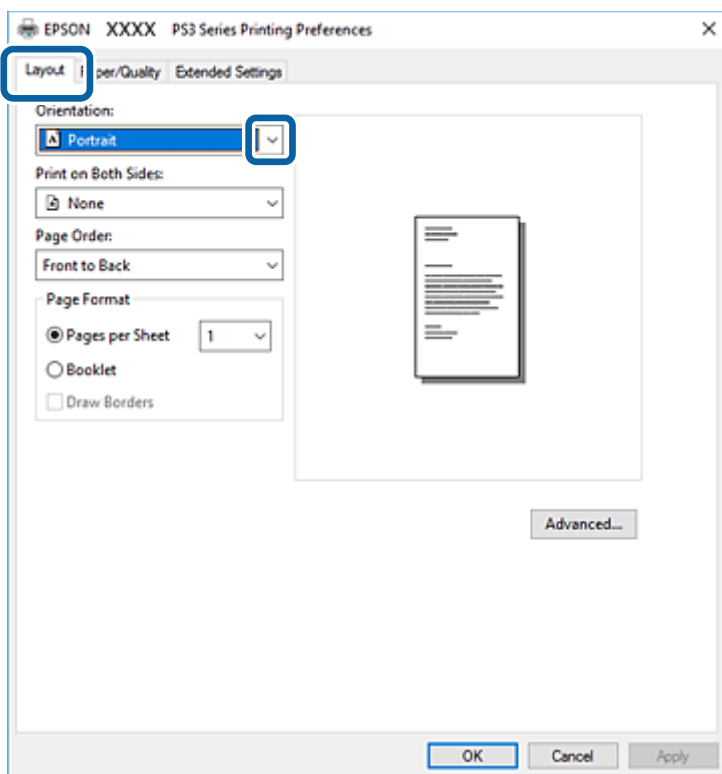 EPSON XXXX PS3 Series Printing Preferences
Layout per/Quality Extended Settings
Orientation:
Portrait
Print on Both Sides:
None
Page Order:
Front to Back
Page Format
Pages per Sheet 1
Booklet
Draw Borders
Advanced...
OK Cancel Apply